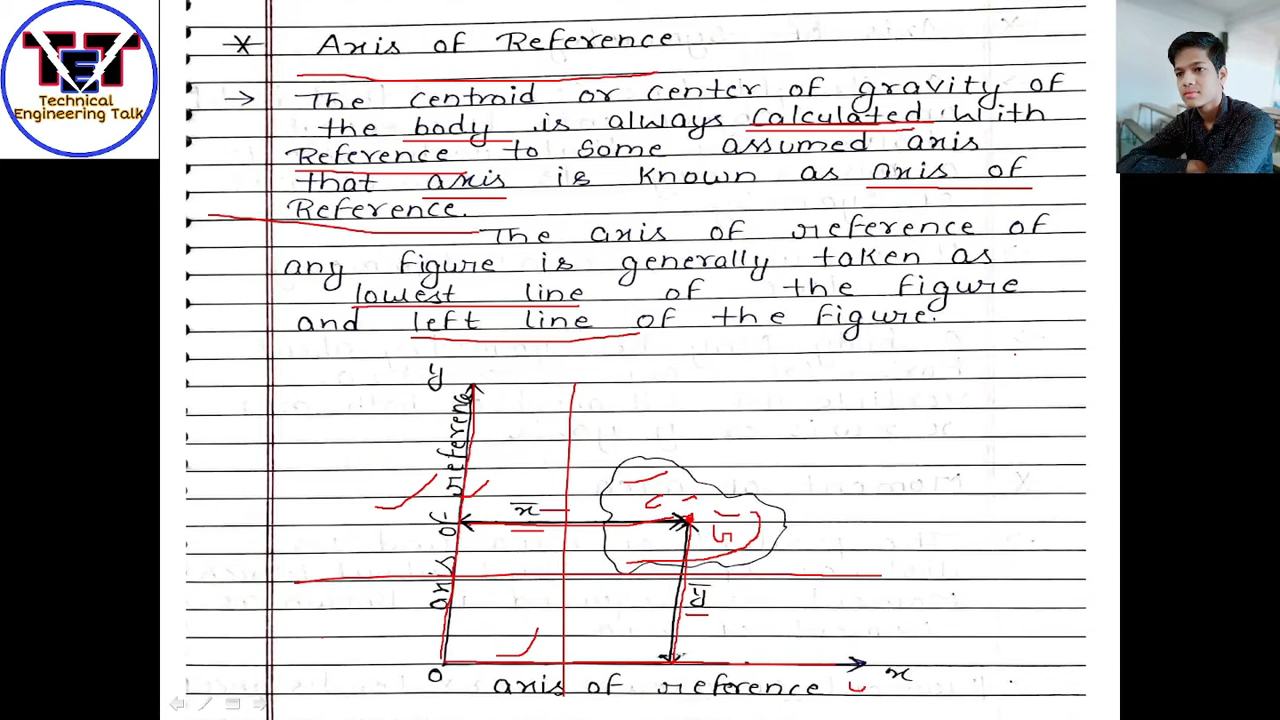 TET
Technical
Engineering Talk
* Axis of Reference
→ The centroid or center of gravity of
the body is always calculated with
Reference to some assumed axis
that axis is known as axis of
Reference.
The axis of reference of
any figure is generally taken as
lowest line of the figure
and left line of the figure.
y
axis of referenc
x̄
G
ȳ
0
x
axis of reference